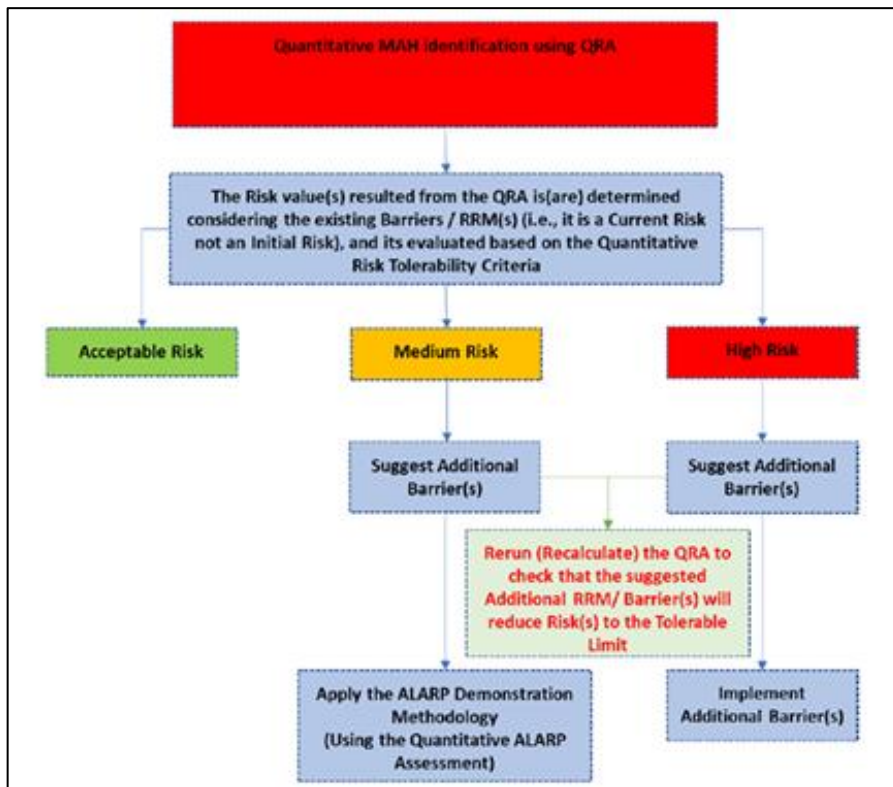 Quantitative MAH identification using QRA
The Risk value(s) resulted from the QRA is(are) determined
considering the existing Barriers / RRM(s) (i.e., it is a Current Risk
not an Initial Risk), and its evaluated based on the Quantitative
Risk Tolerability Criteria
Acceptable Risk
Medium Risk
High Risk
Suggest Additional
Barrier(s)
Suggest Additional
Barrier(s)
Rerun (Recalculate) the QRA to
check that the suggested
Additional RRM/ Barrier(s) will
reduce Risk(s) to the Tolerable
Limit
Apply the ALARP Demonstration
Methodology
(Using the Quantitative ALARP
Assessment)
Implement
Additional Barrier(s)